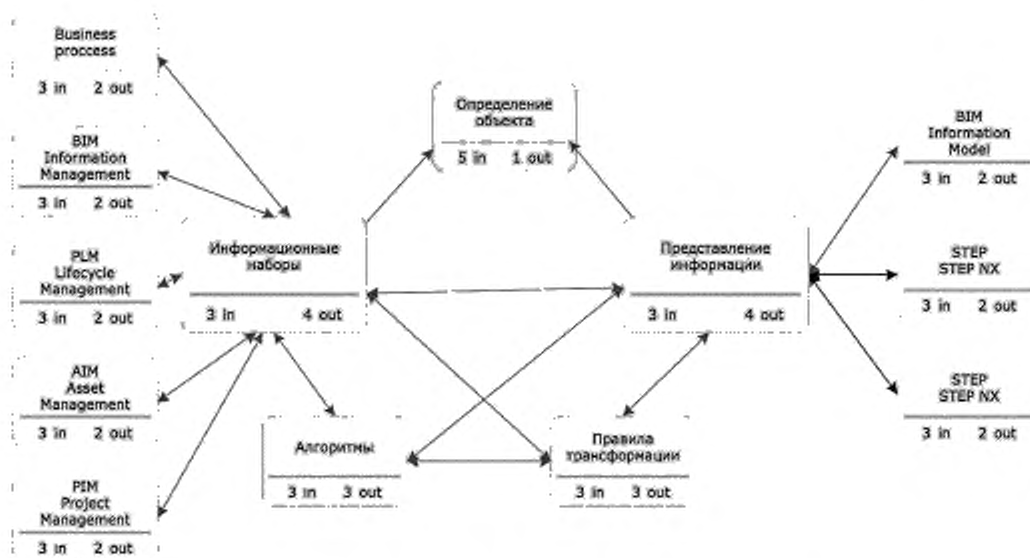 Business
proccess
3 in 2 out
BIM
Information
Management
3 in 2 out
PLM
Lifecycle
Management
3 in 2 out
AIM
Asset
Management
3 in 2 out
PIM
Project
Management
3 in 2 out
Информационные
наборы
3 in 4 out
Определение
объекта
5 in 1 out
Представление
информации
3 in 4 out
Алгоритмы
3 in 3 out
Правила
трансформации
3 in 3 out
BIM
Information
Model
3 in 2 out
STEP
STEP NX
3 in 2 out
STEP
STEP NX
3 in 2 out